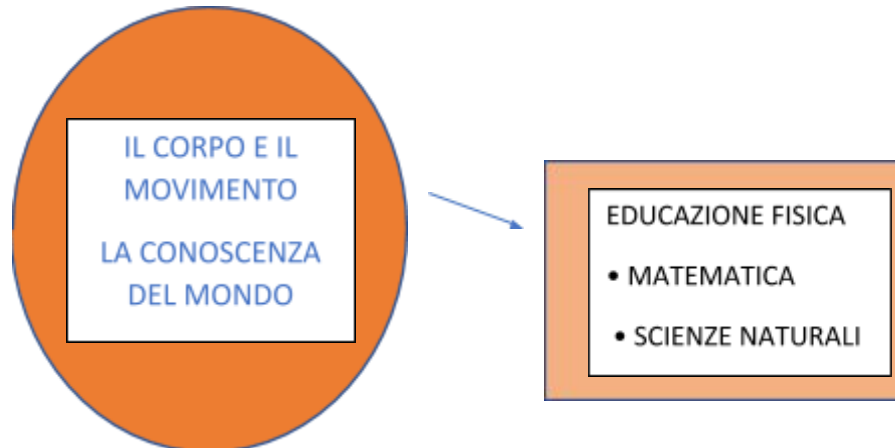 IL CORPO E IL
MOVIMENTO
LA CONOSCENZA
DEL MONDO
EDUCAZIONE FISICA
• MATEMATICA
• SCIENZE NATURALI